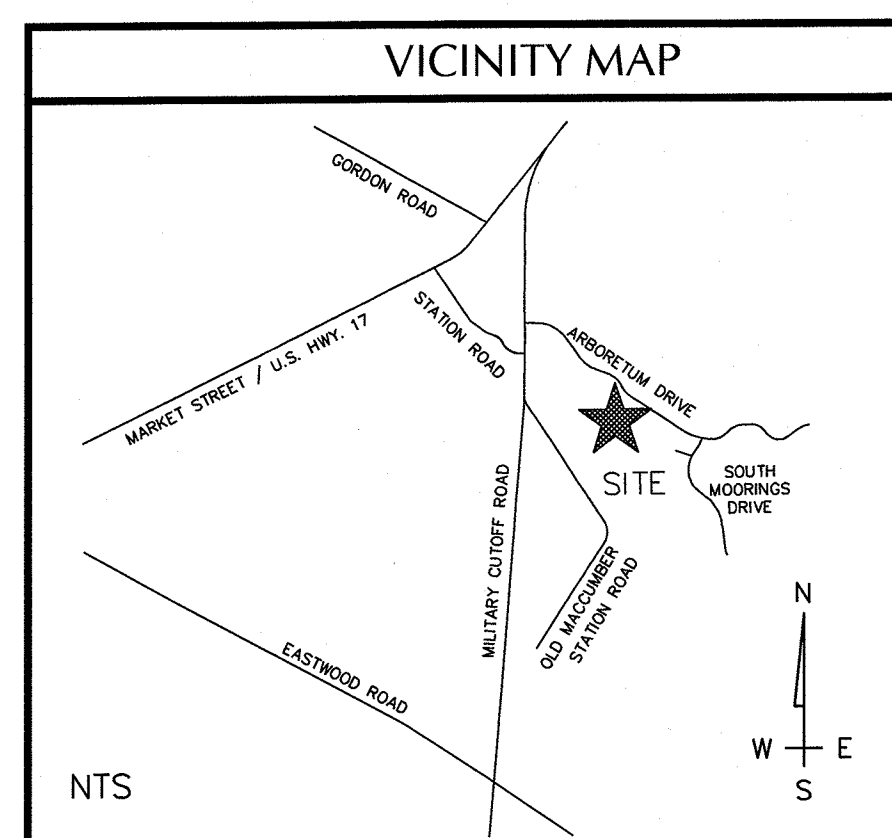 VICINITY MAP
GORDON ROAD
STATION ROAD
MARKET STREET / U.S. HWY. 17
ARBORETUM DRIVE
SITE
SOUTH
MOORINGS
DRIVE
MILITARY CUTOFF ROAD
OLD MACCUMBER
STATION ROAD
EASTWOOD ROAD
N
W E
S
NTS